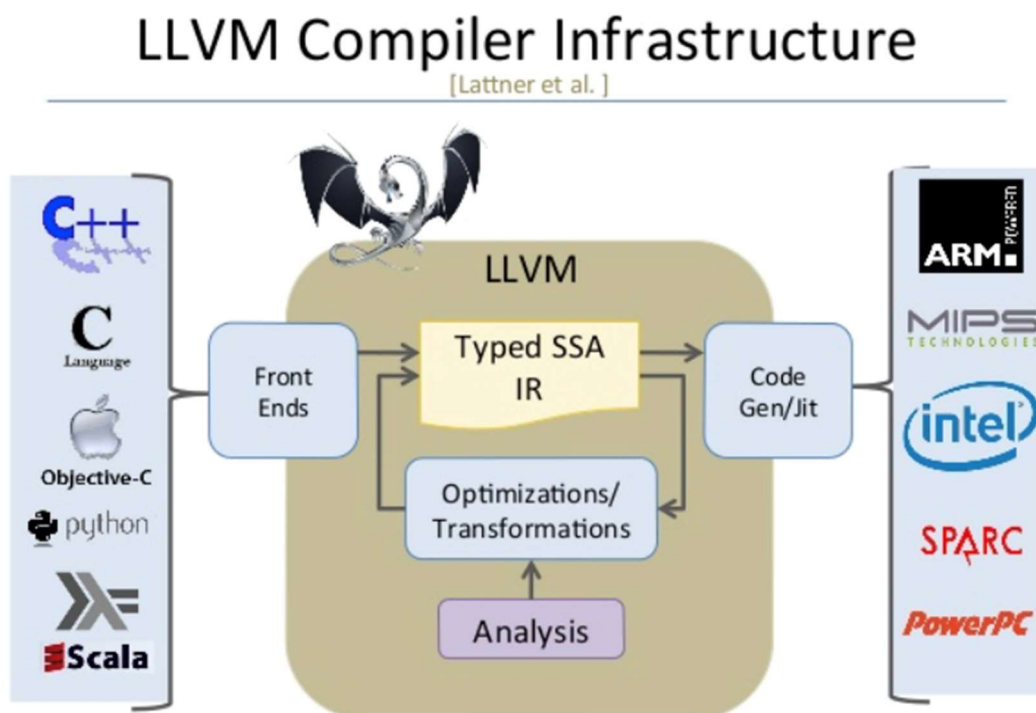 LLVM Compiler Infrastructure
[Lattner et al. ]
C++
C
Language
Objective-C
python
Scala
LLVM
Front
Ends
Typed SSA
IR
Code
Gen/Jit
Optimizations/
Transformations
Analysis
ARM
POWERED
MIPS
TECHNOLOGIES
intel
SPARC
PowerPC